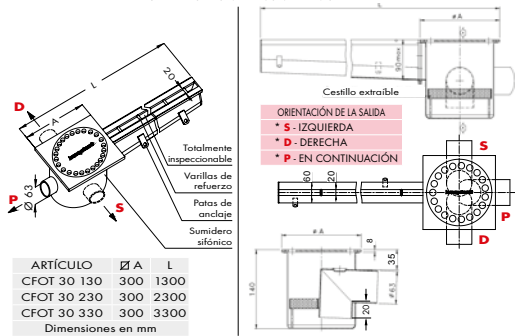 L
A
20
D
P
Ø 63
S
Totalmente
inspeccionable
Varillas de
refuerzo
Patas de
anclaje
Sumidero
sifónico
ARTÍCULO Ø A L
CFOT 30 130 300 1300
CFOT 30 230 300 2300
CFOT 30 330 300 3300
Dimensiones en mm
L
ø A
90max
Cestillo extraíble
ORIENTACIÓN DE LA SALIDA
* S - IZQUIERDA
* D - DERECHA
* P - EN CONTINUACIÓN
S
60
20
P
D
ø A
8
35
ø63
140
20